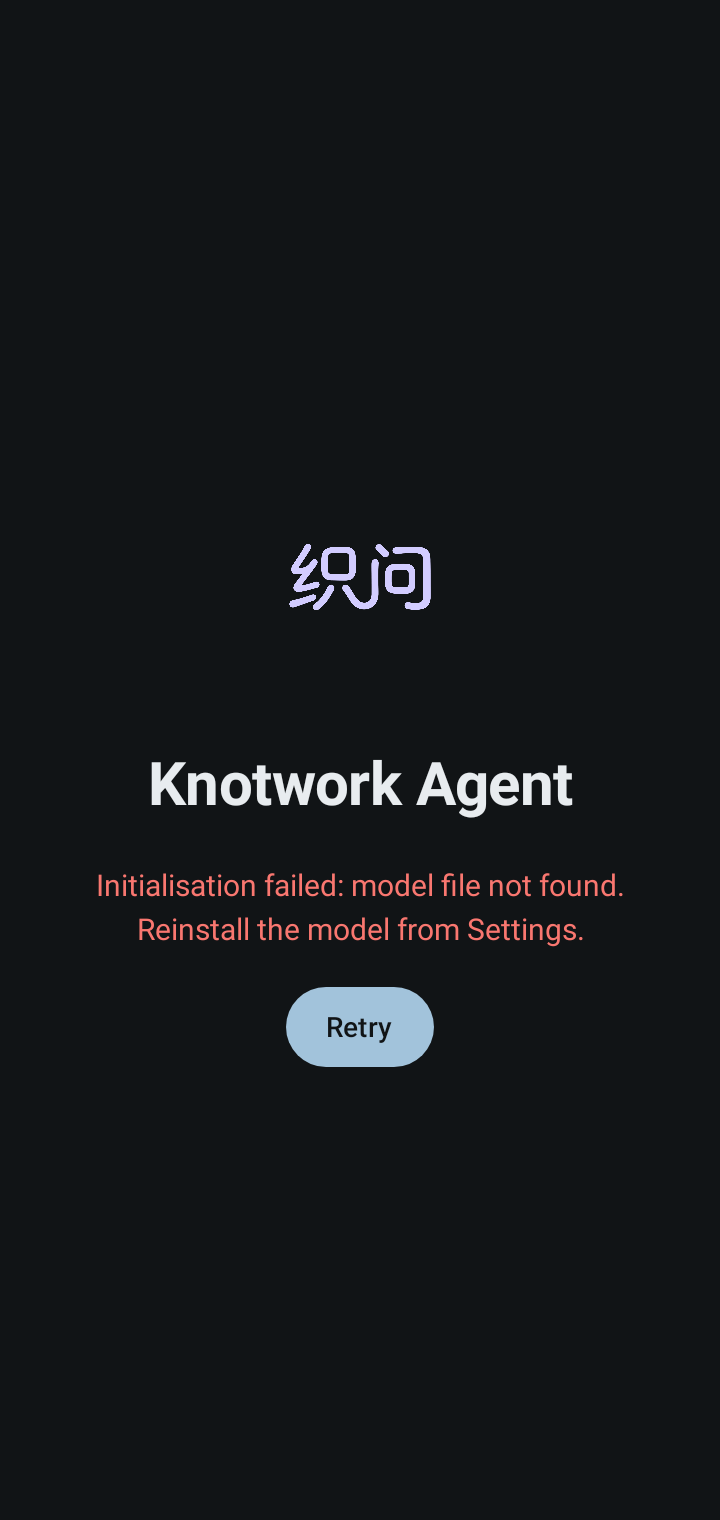 织问
Knotwork Agent
Initialisation failed: model file not found.
Reinstall the model from Settings.
Retry